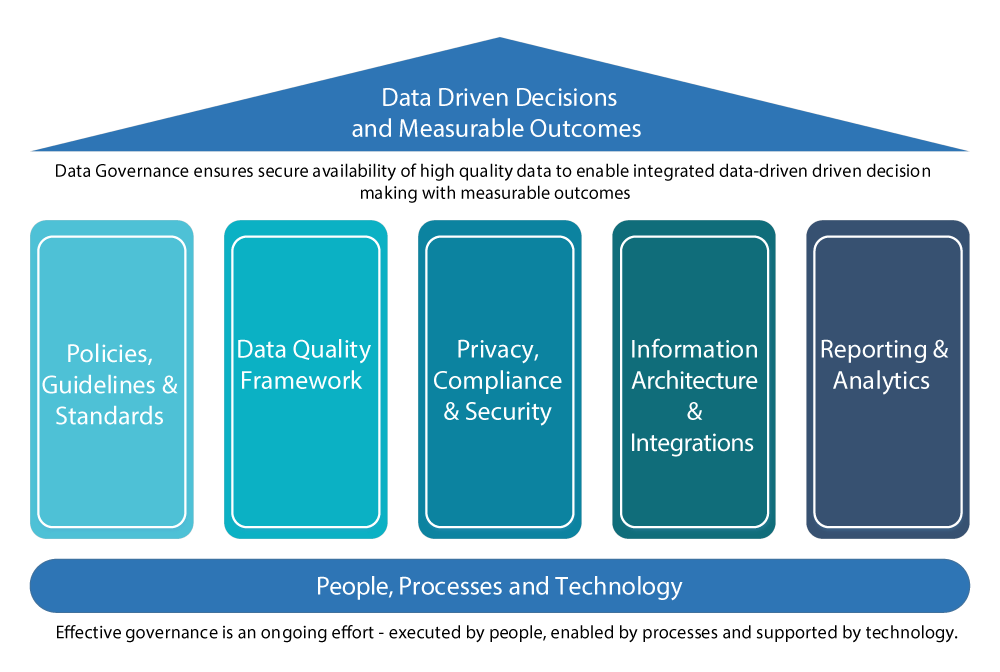 Data Driven Decisions
and Measurable Outcomes
Data Governance ensures secure availability of high quality data to enable integrated data-driven driven decision
making with measurable outcomes
Policies,
Guidelines &
Standards
Data Quality
Framework
Privacy,
Compliance
& Security
Information
Architecture
&
Integrations
Reporting &
Analytics
People, Processes and Technology
Effective governance is an ongoing effort - executed by people, enabled by processes and supported by technology.